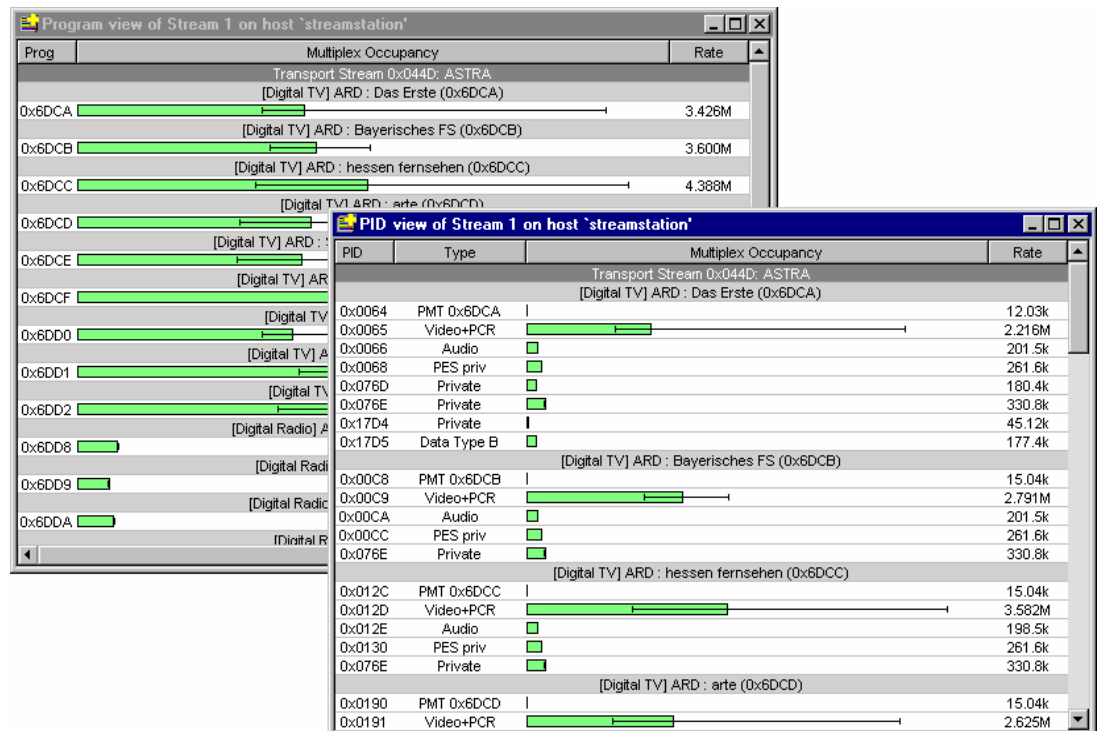 Program view of Stream 1 on host `streamstation'
Prog Multiplex Occupancy Rate
Transport Stream 0x044D: ASTRA
[Digital TV] ARD : Das Erste (0x6DCA)
0x6DCA 3.426M
[Digital TV] ARD : Bayerisches FS (0x6DCB)
0x6DCB 3.600M
[Digital TV] ARD : hessen fernsehen (0x6DCC)
0x6DCC 4.388M
[Digital TV] ARD : arte (0x6DCD)
0x6DCD
[Digital TV] ARD :
0x6DCE
[Digital TV] AR
0x6DCF
[Digital TV
0x6DD0
[Digital TV] A
0x6DD1
[Digital TV
0x6DD2
[Digital Radio] A
0x6DD8
[Digital Radi
0x6DD9
[Digital Radio
0x6DDA
[Digital R
PID view of Stream 1 on host `streamstation'
PID Type Multiplex Occupancy Rate
Transport Stream 0x044D: ASTRA
[Digital TV] ARD : Das Erste (0x6DCA)
0x0064 PMT 0x6DCA 12.03k
0x0065 Video+PCR 2.216M
0x0066 Audio 201.5k
0x0068 PES priv 261.6k
0x076D Private 180.4k
0x076E Private 330.8k
0x17D4 Private 45.12k
0x17D5 Data Type B 177.4k
[Digital TV] ARD : Bayerisches FS (0x6DCB)
0x00C8 PMT 0x6DCB 15.04k
0x00C9 Video+PCR 2.791M
0x00CA Audio 201.5k
0x00CC PES priv 261.6k
0x076E Private 330.8k
[Digital TV] ARD : hessen fernsehen (0x6DCC)
0x012C PMT 0x6DCC 15.04k
0x012D Video+PCR 3.582M
0x012E Audio 198.5k
0x0130 PES priv 261.6k
0x076E Private 330.8k
[Digital TV] ARD : arte (0x6DCD)
0x0190 PMT 0x6DCD 15.04k
0x0191 Video+PCR 2.625M